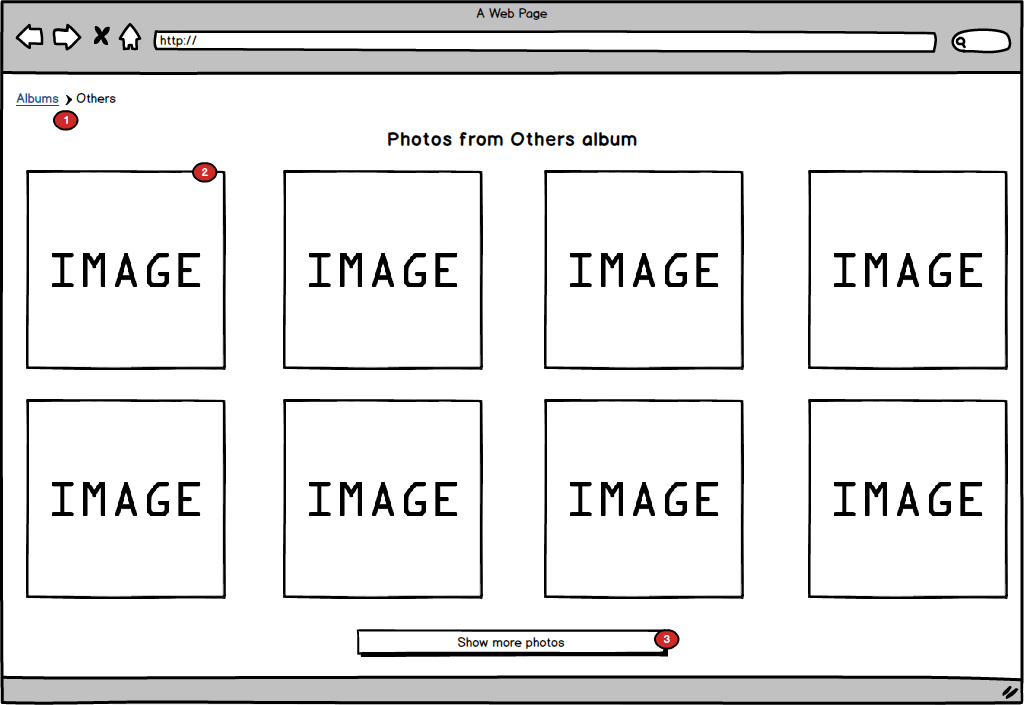 A Web Page
http://
Albums Others
1
Photos from Others album
2
IMAGE IMAGE IMAGE IMAGE
IMAGE IMAGE IMAGE IMAGE
Show more photos 3